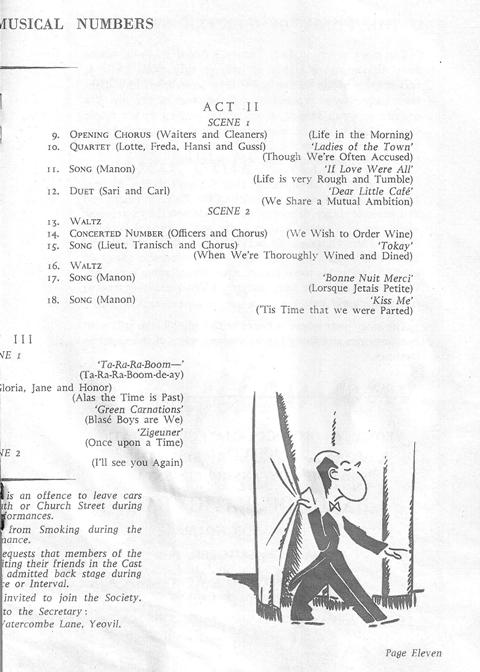 MUSICAL NUMBERS
ACT II
SCENE 1
9. OPENING CHORUS (Waiters and Cleaners) (Life in the Morning)
10. QUARTET (Lotte, Freda, Hansi and Gussi) 'Ladies of the Town'
(Though We're Often Accused)
11. SONG (Manon) 'If Love Were All'
(Life is very Rough and Tumble)
12. DUET (Sari and Carl) 'Dear Little Café'
(We Share a Mutual Ambition)
SCENE 2
13. WALTZ
14. CONCERTED NUMBER (Officers and Chorus) (We Wish to Order Wine)
15. SONG (Lieut. Tranisch and Chorus) 'Tokay'
(When We're Thoroughly Wined and Dined)
16. WALTZ
17. SONG (Manon) 'Bonne Nuit Merci'
(Lorsque Jetais Petite)
18. SONG (Manon) 'Kiss Me'
('Tis Time that we were Parted)
III
NE 1
'Ta-Ra-Ra-Boom—'
(Ta-Ra-Ra-Boom-de-ay)
Gloria, Jane and Honor)
(Alas the Time is Past)
'Green Carnations'
(Blasé Boys are We)
'Zigeuner'
(Once upon a Time)
NE 2
(I'll see you Again)
is an offence to leave cars
th or Church Street during
formances.
from Smoking during the
mance.
equests that members of the
iting their friends in the Cast
admitted back stage during
ce or Interval.
invited to join the Society.
to the Secretary:
Watercombe Lane, Yeovil.
Page Eleven